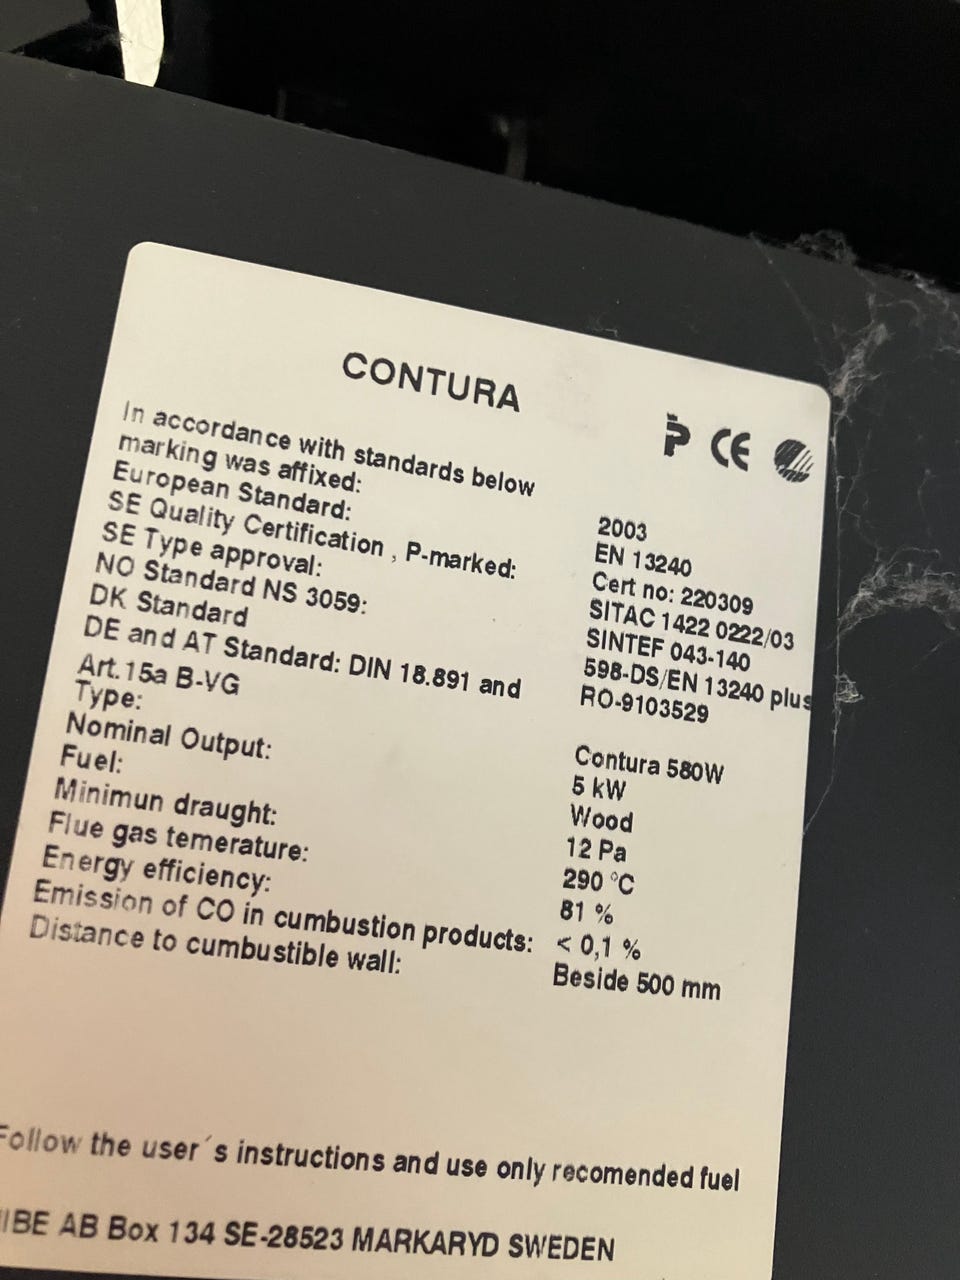 CONTURA
P CE
In accordance with standards below
marking was affixed: 2003
European Standard: EN 13240
SE Quality Certification , P-marked: Cert no: 220309
SE Type approval: SITAC 1422 0222/03
NO Standard NS 3059: SINTEF 043-140
DK Standard 598-DS/EN 13240 plus
DE and AT Standard: DIN 18.891 and RO-9103529
Art.15a B-VG
Type: Contura 580W
Nominal Output: 5 kW
Fuel: Wood
Minimun draught: 12 Pa
Flue gas temerature: 290 °C
Energy efficiency: 81 %
Emission of CO in cumbustion products: < 0,1 %
Distance to cumbustible wall: Beside 500 mm
Follow the user´s instructions and use only recomended fuel
IBE AB Box 134 SE-28523 MARKARYD SWEDEN